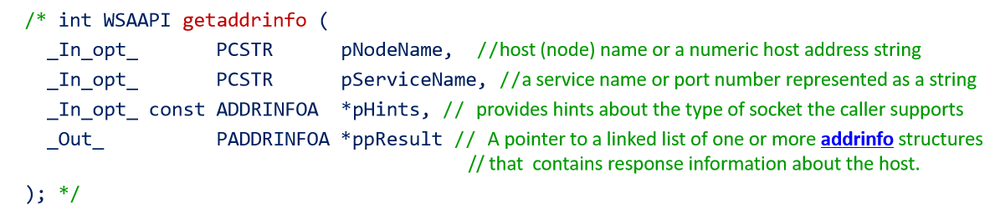 /* int WSAAPI getaddrinfo (
_In_opt_ PCSTR pNodeName, //host (node) name or a numeric host address string
_In_opt_ PCSTR pServiceName, //a service name or port number represented as a string
_In_opt_ const ADDRINFOA *pHints, // provides hints about the type of socket the caller supports
_Out_ PADDRINFOA *ppResult // A pointer to a linked list of one or more addrinfo structures
// that contains response information about the host.
); */